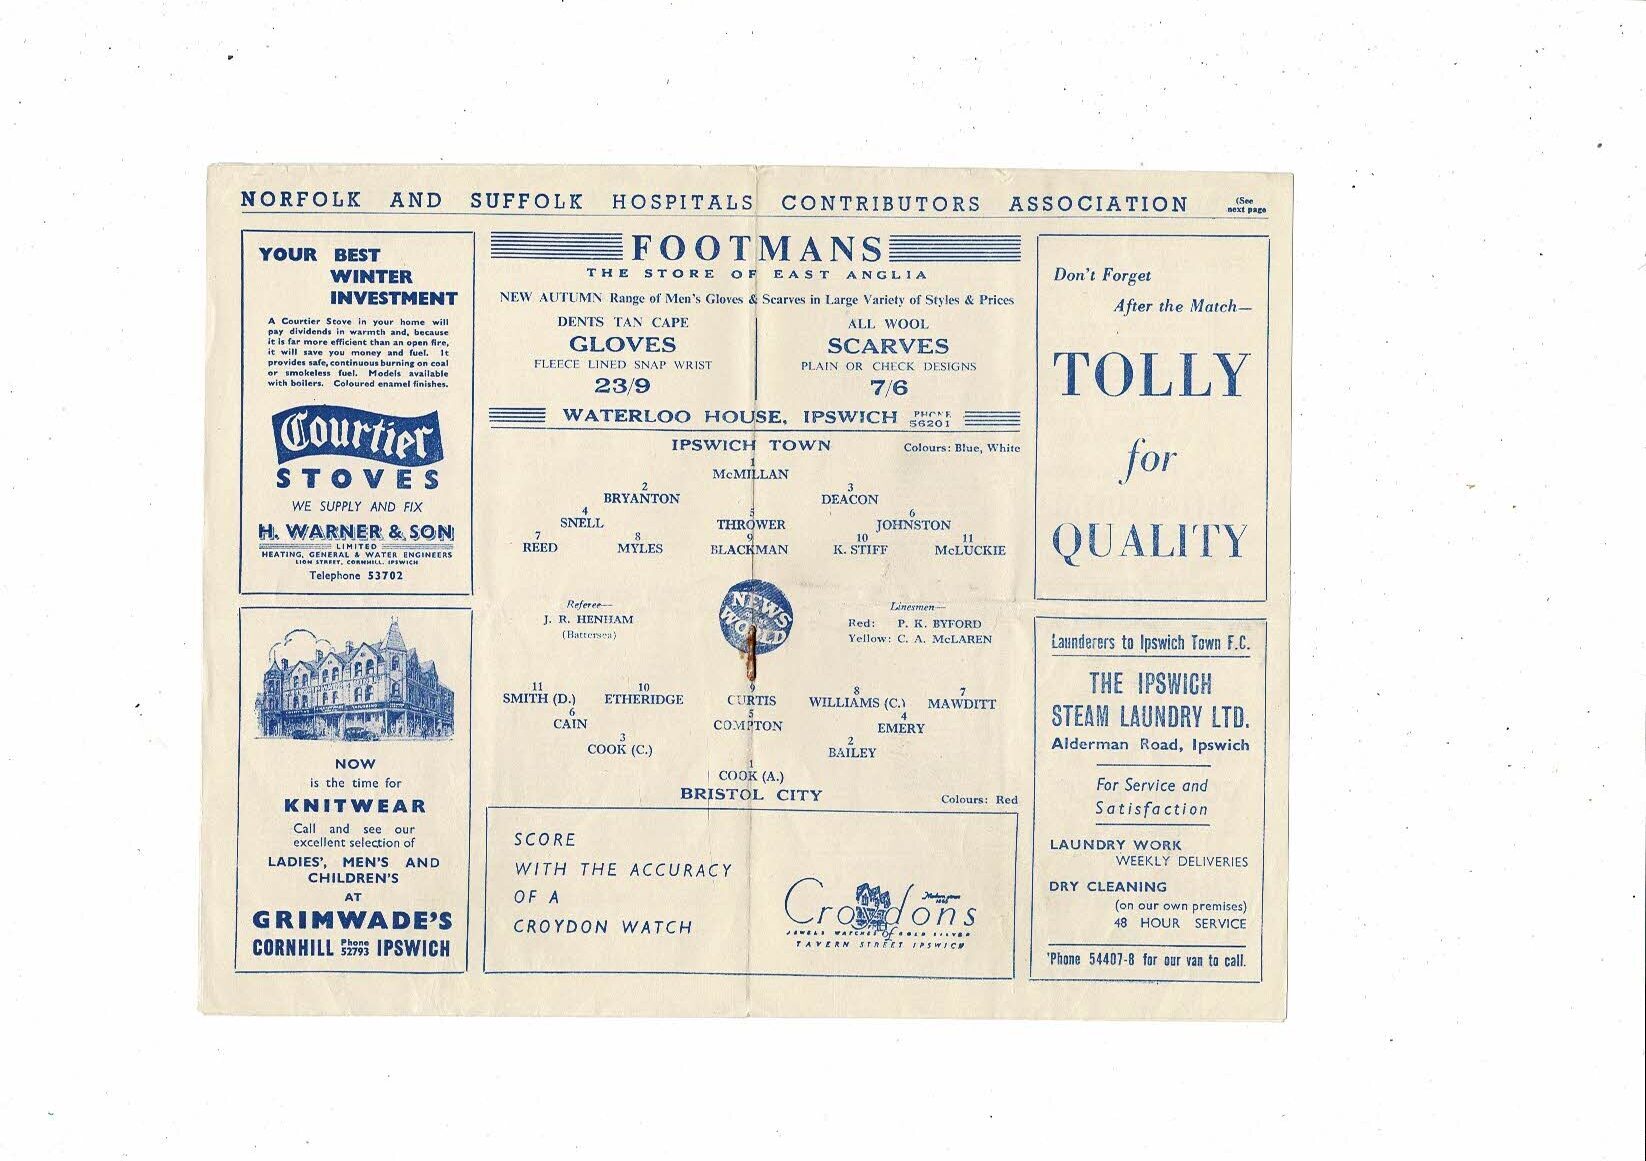 NORFOLK AND SUFFOLK HOSPITALS CONTRIBUTORS ASSOCIATION (See
next page
YOUR BEST
WINTER
INVESTMENT
A Courtier Stove in your home will
pay dividends in warmth and, because
it is far more efficient than an open fire,
it will save you money and fuel. It
provides safe, continuous burning on coal
or smokeless fuel. Models available
with boilers. Coloured enamel finishes.
Courtier
STOVES
WE SUPPLY AND FIX
H. WARNER & SON
LIMITED
HEATING, GENERAL & WATER ENGINEERS
LION STREET, CORNHILL, IPSWICH
Telephone 53702
NOW
is the time for
KNITWEAR
Call and see our
excellent selection of
LADIES', MEN'S AND
CHILDREN'S
AT
GRIMWADE'S
CORNHILL Phone 52793 IPSWICH
FOOTMANS
THE STORE OF EAST ANGLIA
NEW AUTUMN Range of Men's Gloves & Scarves in Large Variety of Styles & Prices
DENTS TAN CAPE
GLOVES
FLEECE LINED SNAP WRIST
23/9
ALL WOOL
SCARVES
PLAIN OR CHECK DESIGNS
7/6
WATERLOO HOUSE, IPSWICH PHONE 56201
IPSWICH TOWN Colours: Blue, White
1
McMILLAN
2 3
BRYANTON DEACON
4 5 6
SNELL THROWER JOHNSTON
7 8 9 10 11
REED MYLES BLACKMAN K. STIFF McLUCKIE
Referee—
J. R. HENHAM
(Battersea)
NEWS
OF THE
WORLD
Linesmen—
Red: P. K. BYFORD
Yellow: C. A. McLAREN
11 10 9 8 7
SMITH (D.) ETHERIDGE CURTIS WILLIAMS (C.) MAWDITT
6 5 4
CAIN COMPTON EMERY
3 2
COOK (C.) BAILEY
1
COOK (A.)
BRISTOL CITY Colours: Red
SCORE
WITH THE ACCURACY
OF A
CROYDON WATCH
Croydons
JEWELS WATCHES of GOLD SILVER
TAVERN STREET IPSWICH
Don't Forget
After the Match—
TOLLY
for
QUALITY
Launderers to Ipswich Town F.C.
THE IPSWICH
STEAM LAUNDRY LTD.
Alderman Road, Ipswich
For Service and
Satisfaction
LAUNDRY WORK
WEEKLY DELIVERIES
DRY CLEANING
(on our own premises)
48 HOUR SERVICE
'Phone 54407-8 for our van to call.